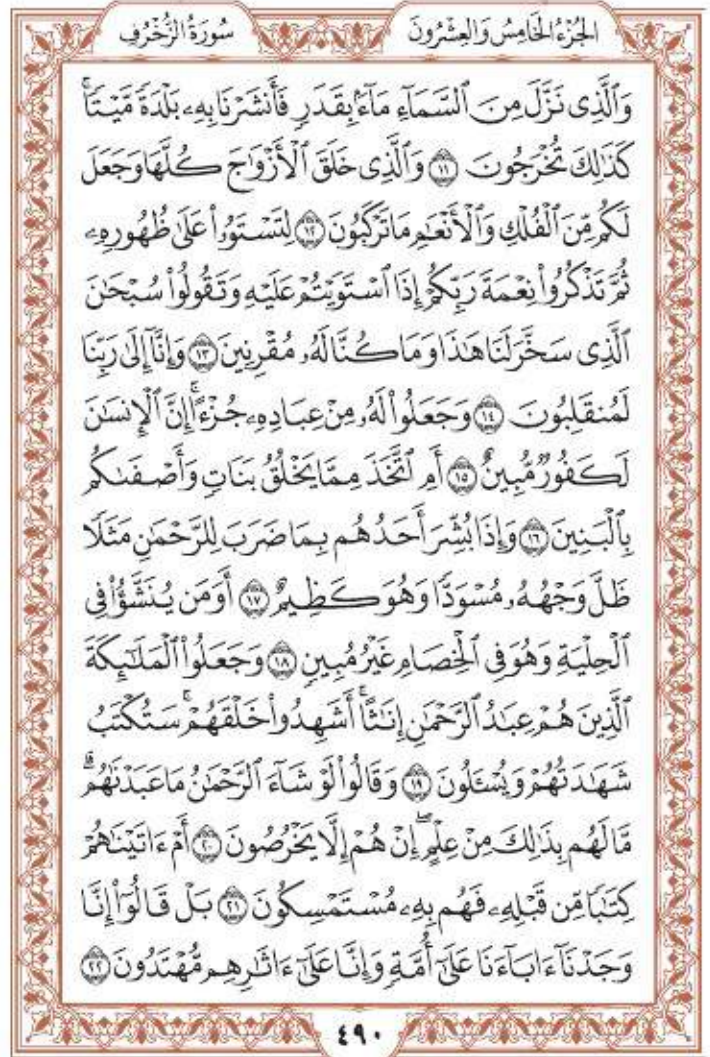 سُورَةُ الزُّخْرُفِ
الجُزْءُ الخَامِسُ وَالعِشْرُونَ
وَٱلَّذِى نَزَّلَ مِنَ ٱلسَّمَآءِ مَآءَۢ بِقَدَرٍ فَأَنشَرْنَا بِهِۦ بَلْدَةً مَّيْتًاۚ
كَذَٰلِكَ تُخْرَجُونَ ١١ وَٱلَّذِى خَلَقَ ٱلْأَزْوَٰجَ كُلَّهَا وَجَعَلَ
لَكُم مِّنَ ٱلْفُلْكِ وَٱلْأَنْعَٰمِ مَا تَرْكَبُونَ ١٢ لِتَسْتَوُۥا۟ عَلَىٰ ظُهُورِهِۦ
ثُمَّ تَذْكُرُوا۟ نِعْمَةَ رَبِّكُمْ إِذَا ٱسْتَوَيْتُمْ عَلَيْهِ وَتَقُولُوا۟ سُبْحَٰنَ
ٱلَّذِى سَخَّرَ لَنَا هَٰذَا وَمَا كُنَّا لَهُۥ مُقْرِنِينَ ١٣ وَإِنَّآ إِلَىٰ رَبِّنَا
لَمُنقَلِبُونَ ١٤ وَجَعَلُوا۟ لَهُۥ مِنْ عِبَادِهِۦ جُزْءًاۚ إِنَّ ٱلْإِنسَٰنَ
لَكَفُورٌ مُّبِينٌ ١٥ أَمِ ٱتَّخَذَ مِمَّا يَخْلُقُ بَنَاتٍ وَأَصْفَىٰكُم
بِٱلْبَنِينَ ١٦ وَإِذَا بُشِّرَ أَحَدُهُم بِمَا ضَرَبَ لِلرَّحْمَٰنِ مَثَلًا
ظَلَّ وَجْهُهُۥ مُسْوَدًّا وَهُوَ كَظِيمٌ ١٧ أَوَمَن يُنَشَّؤُا۟ فِى
ٱلْحِلْيَةِ وَهُوَ فِى ٱلْخِصَامِ غَيْرُ مُبِينٍ ١٨ وَجَعَلُوا۟ ٱلْمَلَٰٓئِكَةَ
ٱلَّذِينَ هُمْ عِبَٰدُ ٱلرَّحْمَٰنِ إِنَٰثًاۚ أَشَهِدُوا۟ خَلْقَهُمْۚ سَتُكْتَبُ
شَهَٰدَتُهُمْ وَيُسْـَٔلُونَ ١٩ وَقَالُوا۟ لَوْ شَآءَ ٱلرَّحْمَٰنُ مَا عَبَدْنَٰهُمۗ
مَّا لَهُم بِذَٰلِكَ مِنْ عِلْمٍۖ إِنْ هُمْ إِلَّا يَخْرُصُونَ ٢٠ أَمْ ءَاتَيْنَٰهُمْ
كِتَٰبًا مِّن قَبْلِهِۦ فَهُم بِهِۦ مُسْتَمْسِكُونَ ٢١ بَلْ قَالُوٓا۟ إِنَّا
وَجَدْنَآ ءَابَآءَنَا عَلَىٰٓ أُمَّةٍ وَإِنَّا عَلَىٰٓ ءَاثَٰرِهِم مُّهْتَدُونَ ٢٢
٤٩٠